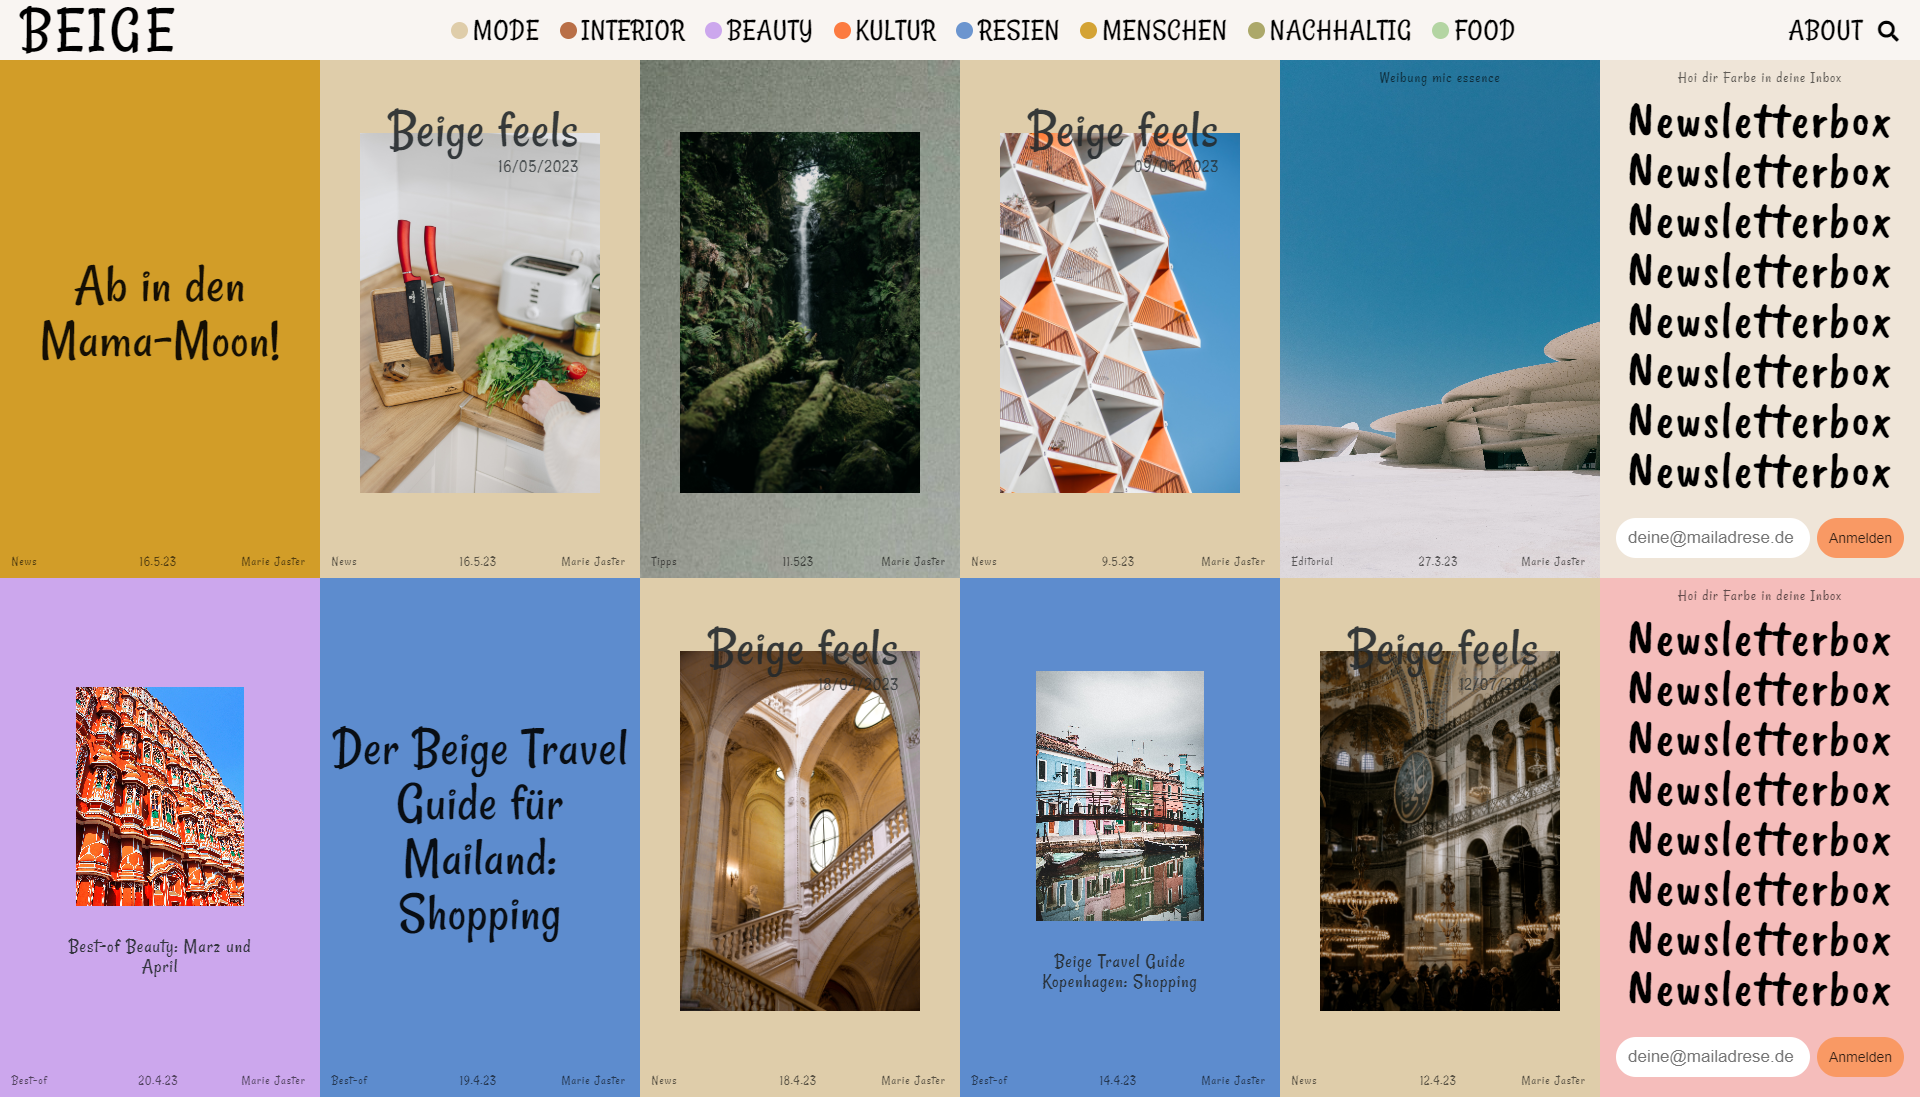 BEIGE
MODE INTERIOR BEAUTY KULTUR RESIEN MENSCHEN NACHHALTIG FOOD
ABOUT
Ab in den
Mama-Moon!
News 16.5.23 Marie Jaster
Beige feels
16/05/2023
News 16.5.23 Marie Jaster
Tipps 11.523 Marie Jaster
Beige feels
09/05/2023
News 9.5.23 Marie Jaster
Weibung mic essence
Editorial 27.3.23 Marie Jaster
Hoi dir Farbe in deine Inbox
Newsletterbox
Newsletterbox
Newsletterbox
Newsletterbox
Newsletterbox
Newsletterbox
Newsletterbox
Newsletterbox
deine@mailadrese.de Anmelden
Best-of Beauty: Marz und
April
Best-of 20.4.23 Marie Jaster
Der Beige Travel
Guide für
Mailand:
Shopping
Best-of 19.4.23 Marie Jaster
Beige feels
18/04/2023
News 18.4.23 Marie Jaster
Beige Travel Guide
Kopenhagen: Shopping
Best-of 14.4.23 Marie Jaster
Beige feels
12/07/2023
News 12.4.23 Marie Jaster
Hoi dir Farbe in deine Inbox
Newsletterbox
Newsletterbox
Newsletterbox
Newsletterbox
Newsletterbox
Newsletterbox
Newsletterbox
Newsletterbox
deine@mailadrese.de Anmelden